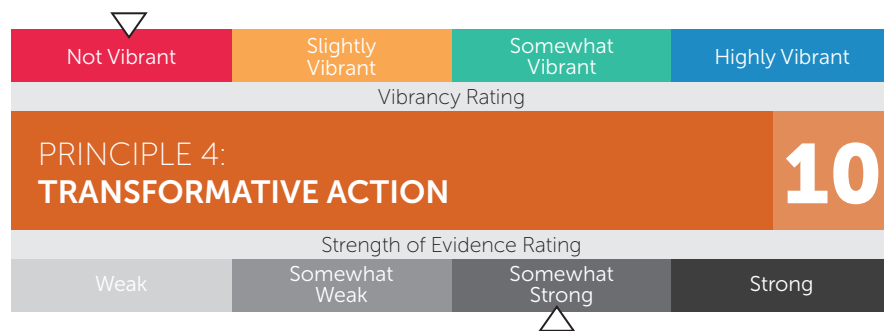 Not Vibrant
Slightly
Vibrant
Somewhat
Vibrant
Highly Vibrant
Vibrancy Rating
PRINCIPLE 4:
TRANSFORMATIVE ACTION
10
Strength of Evidence Rating
Weak
Somewhat
Weak
Somewhat
Strong
Strong